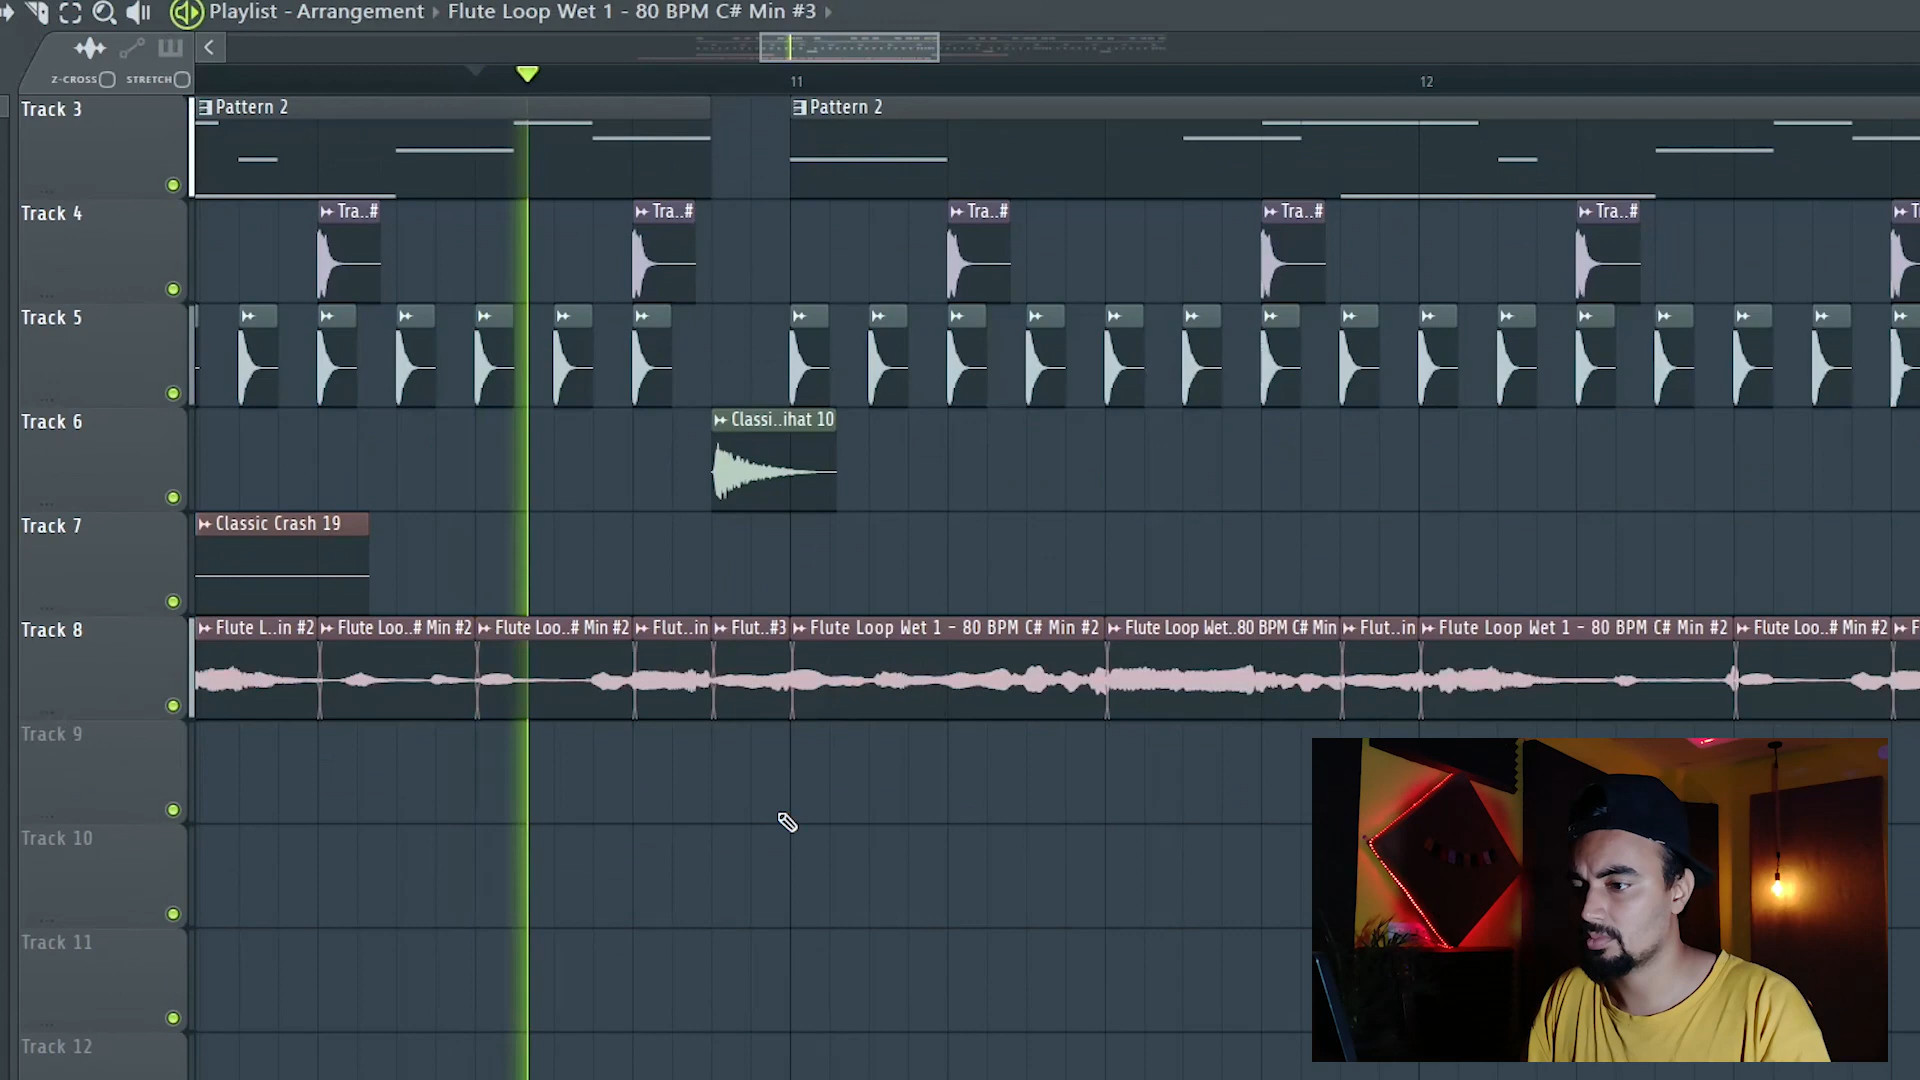 Playlist - Arrangement ▸ Flute Loop Wet 1 - 80 BPM C# Min #3 ▸
Z-CROSS STRETCH
11 12
Track 3
Pattern 2 Pattern 2
Track 4
Tra..# Tra..# Tra..# Tra..# Tra..#
Track 5
Track 6
Classi..ihat 10
Track 7
Classic Crash 19
Track 8
Flute L..in #2 Flute Loo..# Min #2 Flute Loo..# Min #2 Flut..in Flut..#3 Flute Loop Wet 1 - 80 BPM C# Min #2 Flute Loop Wet..80 BPM C# Min Flut..in Flute Loop Wet 1 - 80 BPM C# Min #2 Flute Loo..# Min #2
Track 9
Track 10
Track 11
Track 12